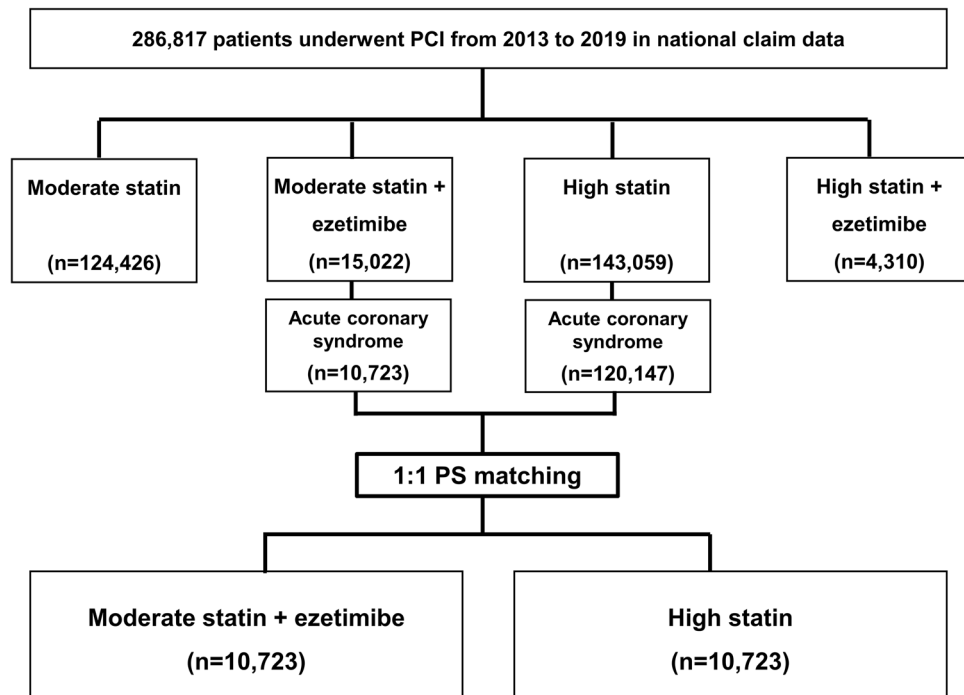 286,817 patients underwent PCI from 2013 to 2019 in national claim data
Moderate statin
(n=124,426)
Moderate statin +
ezetimibe
(n=15,022)
High statin
(n=143,059)
High statin +
ezetimibe
(n=4,310)
Acute coronary
syndrome
(n=10,723)
Acute coronary
syndrome
(n=120,147)
1:1 PS matching
Moderate statin + ezetimibe
(n=10,723)
High statin
(n=10,723)